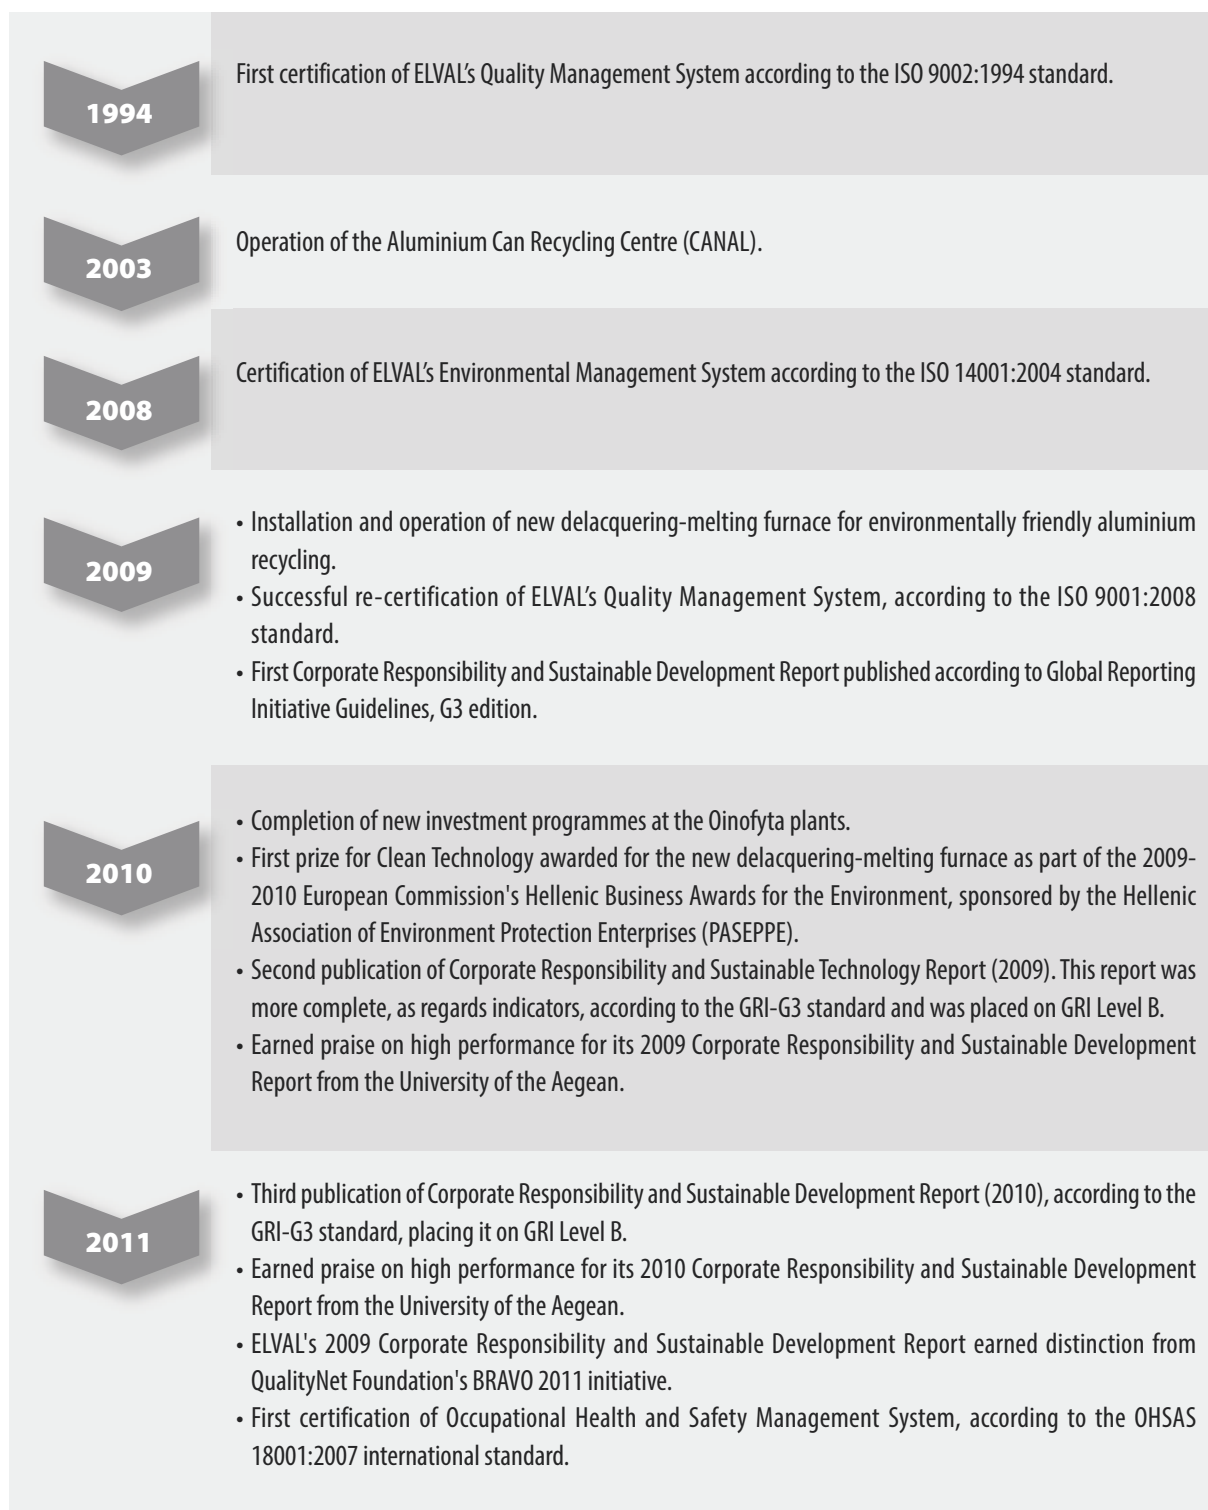 1994
First certification of ELVAL's Quality Management System according to the ISO 9002:1994 standard.
2003
Operation of the Aluminium Can Recycling Centre (CANAL).
2008
Certification of ELVAL's Environmental Management System according to the ISO 14001:2004 standard.
2009
• Installation and operation of new delacquering-melting furnace for environmentally friendly aluminium
recycling.
• Successful re-certification of ELVAL's Quality Management System, according to the ISO 9001:2008
standard.
• First Corporate Responsibility and Sustainable Development Report published according to Global Reporting
Initiative Guidelines, G3 edition.
2010
• Completion of new investment programmes at the Oinofyta plants.
• First prize for Clean Technology awarded for the new delacquering-melting furnace as part of the 2009-
2010 European Commission's Hellenic Business Awards for the Environment, sponsored by the Hellenic
Association of Environment Protection Enterprises (PASEPPE).
• Second publication of Corporate Responsibility and Sustainable Technology Report (2009). This report was
more complete, as regards indicators, according to the GRI-G3 standard and was placed on GRI Level B.
• Earned praise on high performance for its 2009 Corporate Responsibility and Sustainable Development
Report from the University of the Aegean.
2011
• Third publication of Corporate Responsibility and Sustainable Development Report (2010), according to the
GRI-G3 standard, placing it on GRI Level B.
• Earned praise on high performance for its 2010 Corporate Responsibility and Sustainable Development
Report from the University of the Aegean.
• ELVAL's 2009 Corporate Responsibility and Sustainable Development Report earned distinction from
QualityNet Foundation's BRAVO 2011 initiative.
• First certification of Occupational Health and Safety Management System, according to the OHSAS
18001:2007 international standard.